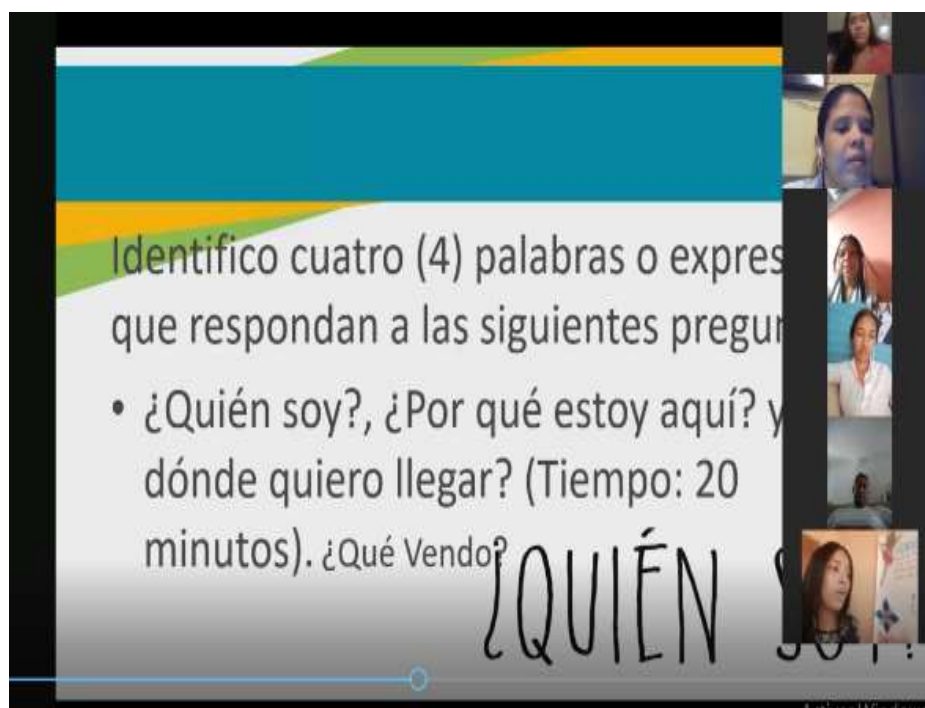 Identifico cuatro (4) palabras o expres
que respondan a las siguientes pregun
• ¿Quién soy?, ¿Por qué estoy aquí? y
dónde quiero llegar? (Tiempo: 20
minutos). ¿Qué Vendo?
¿QUIÉN